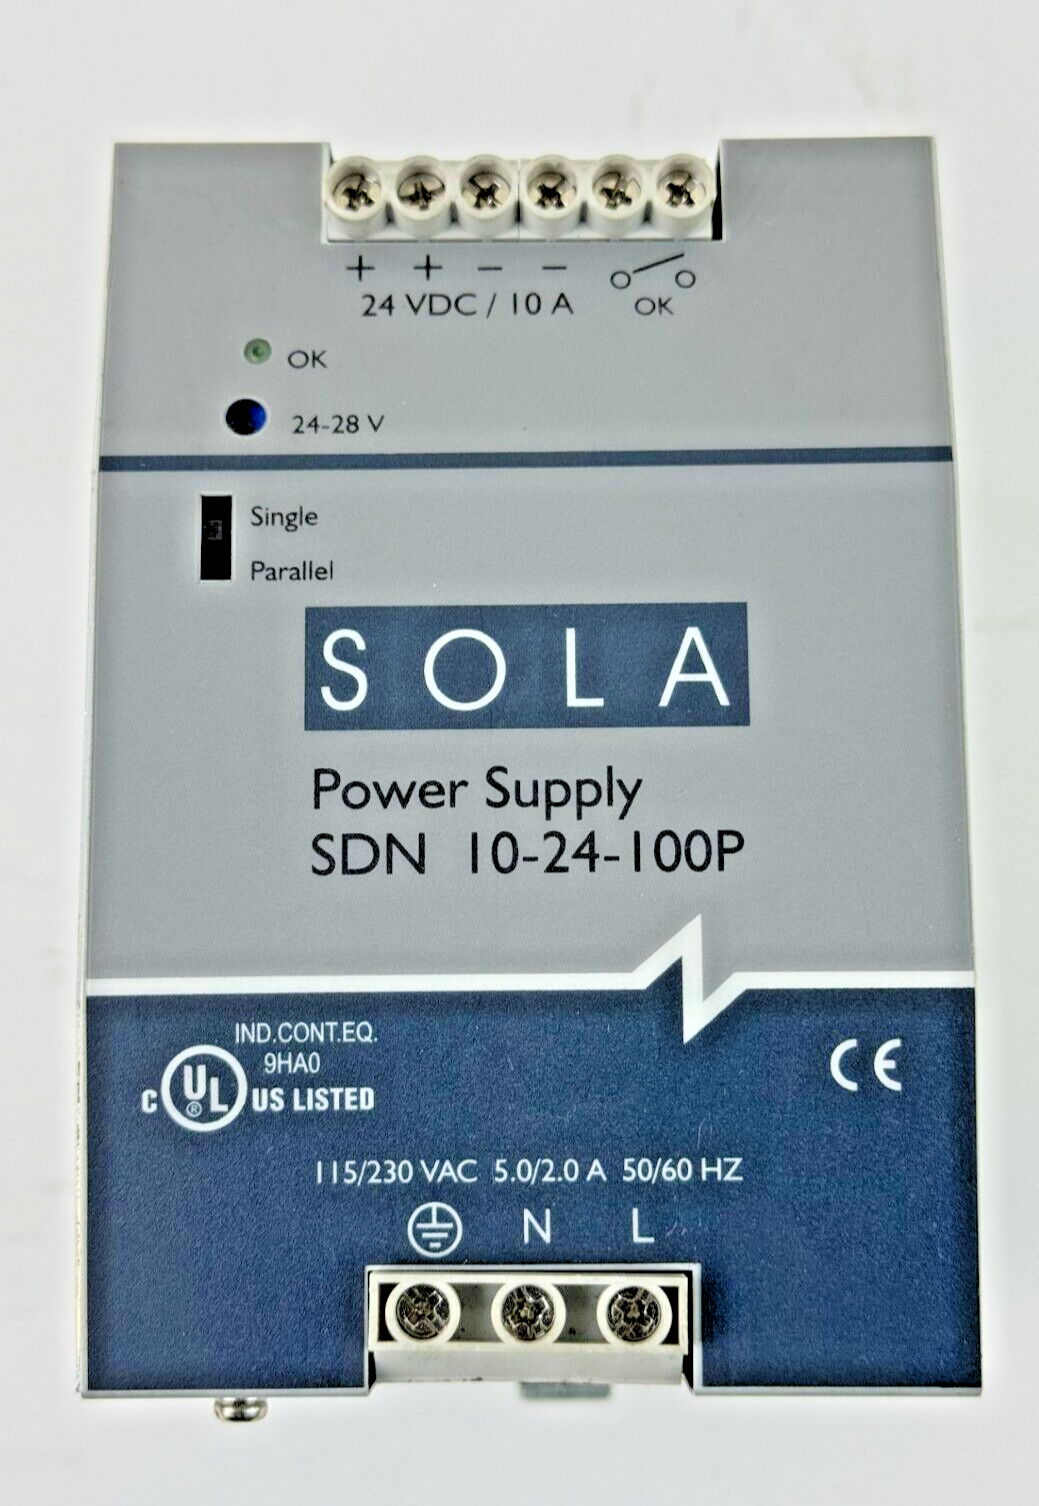 + + – –
24 VDC / 10 A
OK
OK
24-28 V
Single
Parallel
SOLA
Power Supply
SDN 10-24-100P
IND.CONT.EQ.
9HA0
C UL ® US LISTED
CE
115/230 VAC 5.0/2.0 A 50/60 HZ
N L